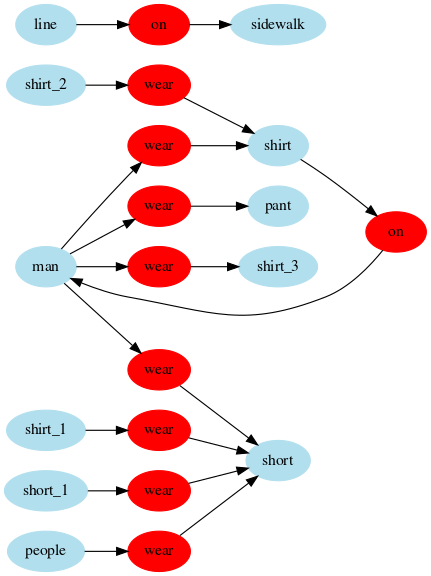 line on sidewalk
shirt_2 wear
wear shirt
wear pant
on
man wear shirt_3
wear
shirt_1 wear
short
short_1 wear
people wear